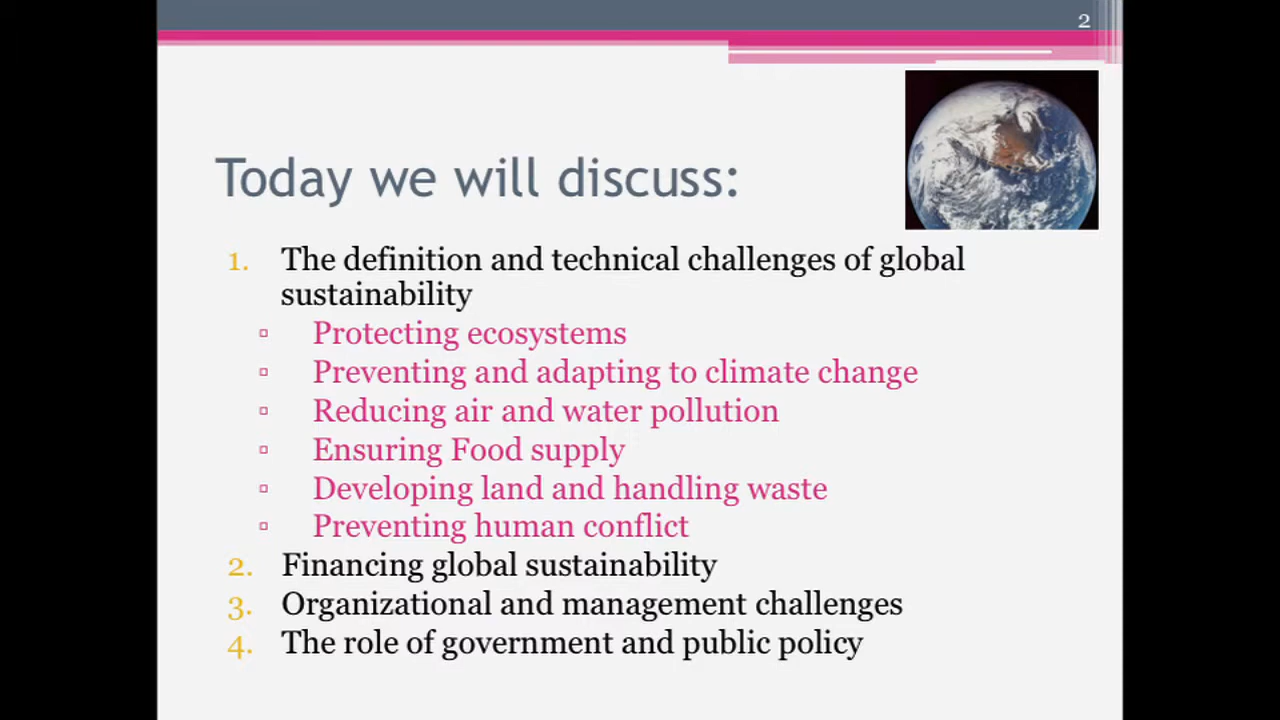 2
Today we will discuss:
1. The definition and technical challenges of global
sustainability
▫ Protecting ecosystems
▫ Preventing and adapting to climate change
▫ Reducing air and water pollution
▫ Ensuring Food supply
▫ Developing land and handling waste
▫ Preventing human conflict
2. Financing global sustainability
3. Organizational and management challenges
4. The role of government and public policy